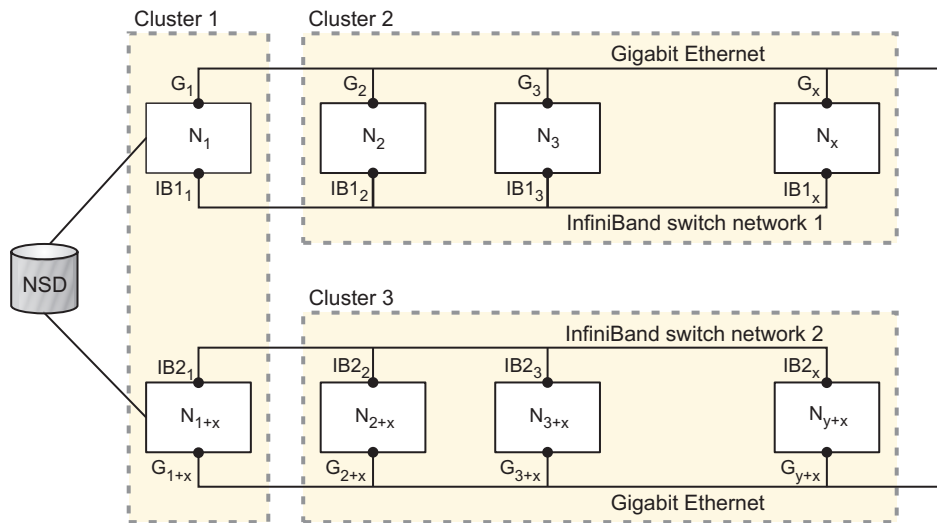 Cluster 1
Cluster 2
Gigabit Ethernet
G1 G2 G3 Gx
N1 N2 N3 Nx
IB11 IB12 IB13 IB1x
InfiniBand switch network 1
NSD
Cluster 3
InfiniBand switch network 2
IB21 IB22 IB23 IB2x
N1+x N2+x N3+x Ny+x
G1+x G2+x G3+x Gy+x
Gigabit Ethernet